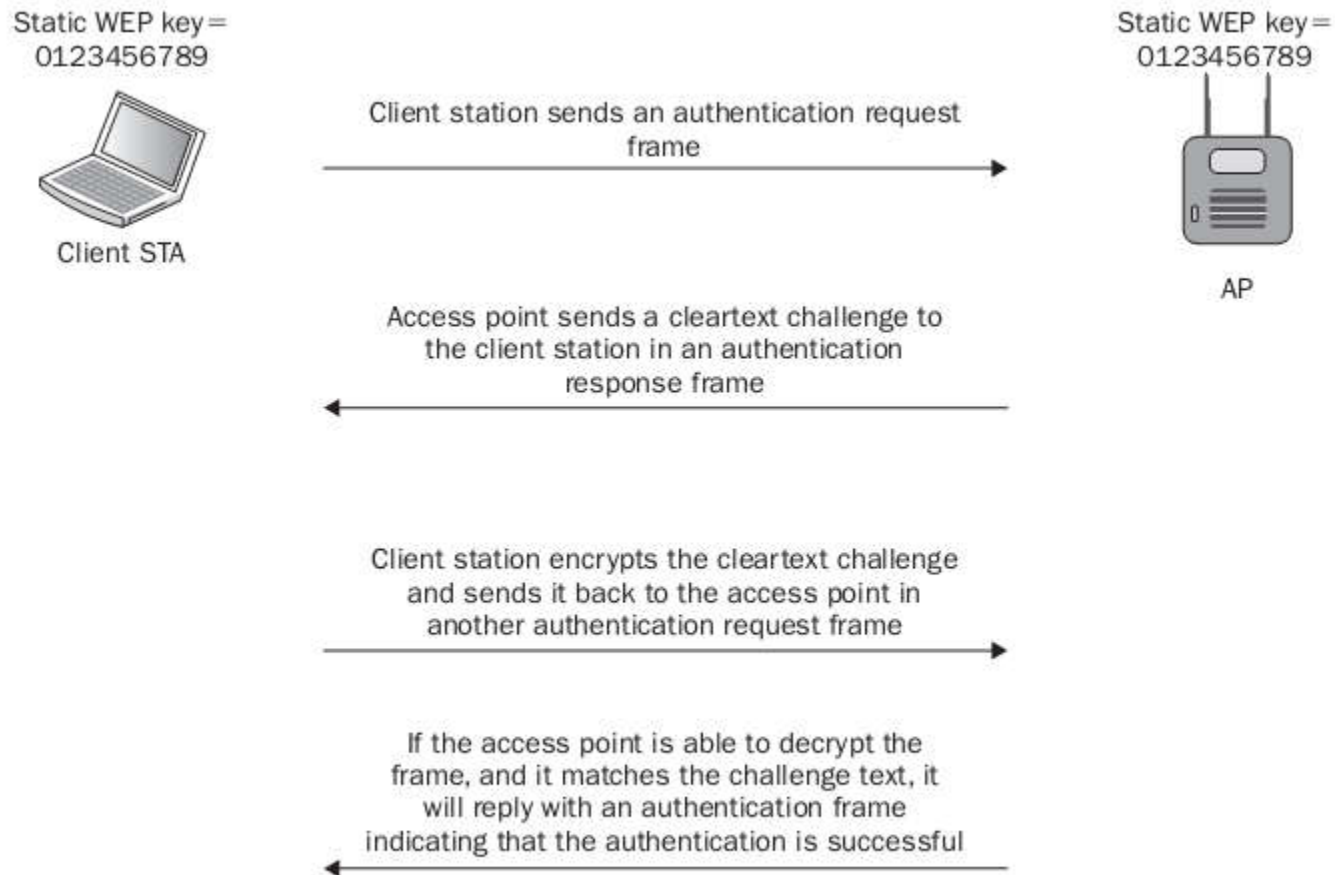 Static WEP key=
0123456789
Client STA
Static WEP key=
0123456789
AP
Client station sends an authentication request
frame
Access point sends a cleartext challenge to
the client station in an authentication
response frame
Client station encrypts the cleartext challenge
and sends it back to the access point in
another authentication request frame
If the access point is able to decrypt the
frame, and it matches the challenge text, it
will reply with an authentication frame
indicating that the authentication is successful